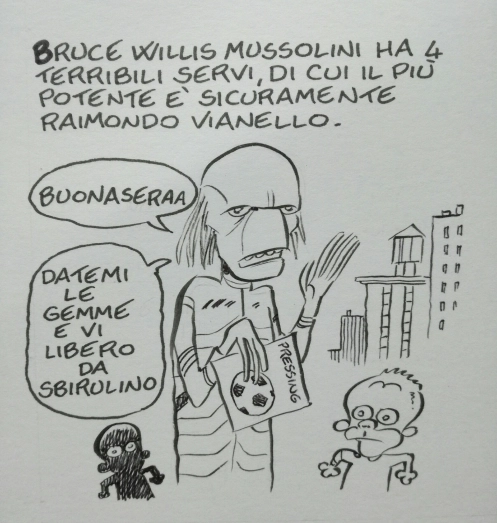 BRUCE WILLIS MUSSOLINI HA 4
TERRIBILI SERVI, DI CUI IL PIÙ
POTENTE E' SICURAMENTE
RAIMONDO VIANELLO.
BUONASERAA
DATEMI
LE
GEMME
E VI
LIBERO
DA
SBIRULINO
PRESSING